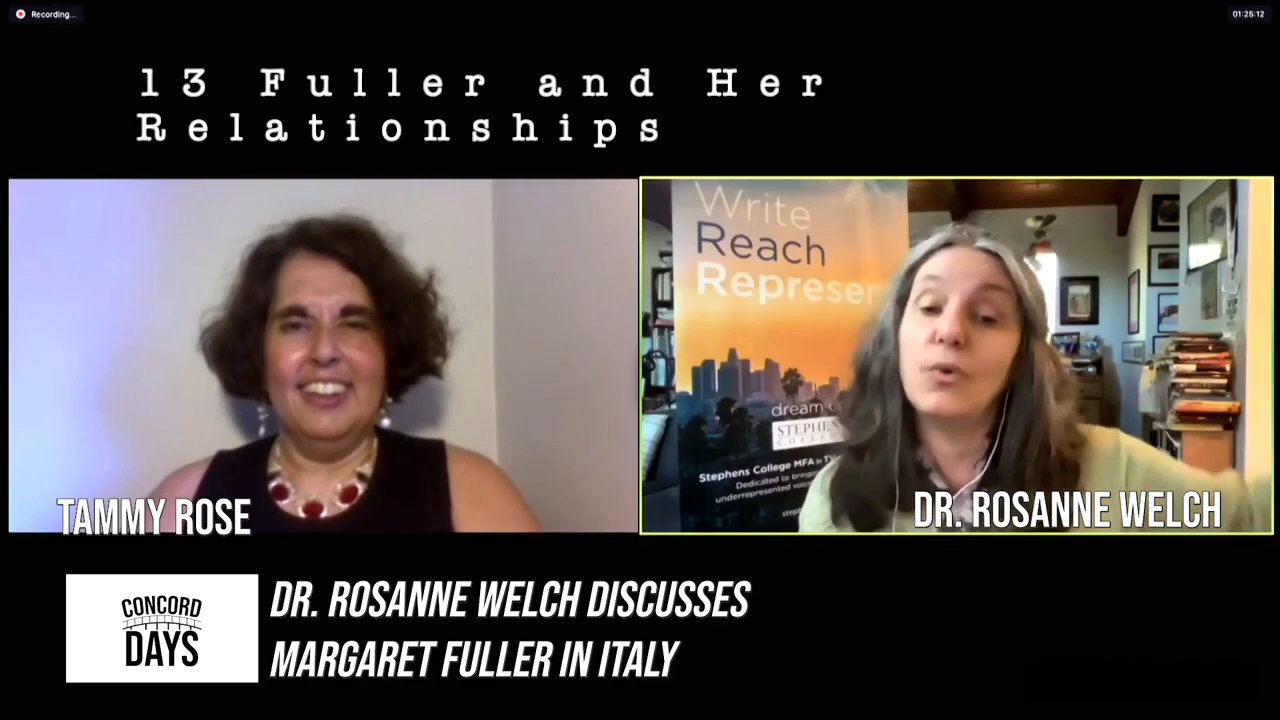 Recording...
01:25:12
13 Fuller and Her
Relationships
Write
Reach
Represen
dream
STEPHENS
COLLEGE
Stephens College MFA in TV
Dedicated to bringing
underrepresented voices
TAMMY ROSE
DR. ROSANNE WELCH
CONCORD
DAYS
DR. ROSANNE WELCH DISCUSSES
MARGARET FULLER IN ITALY